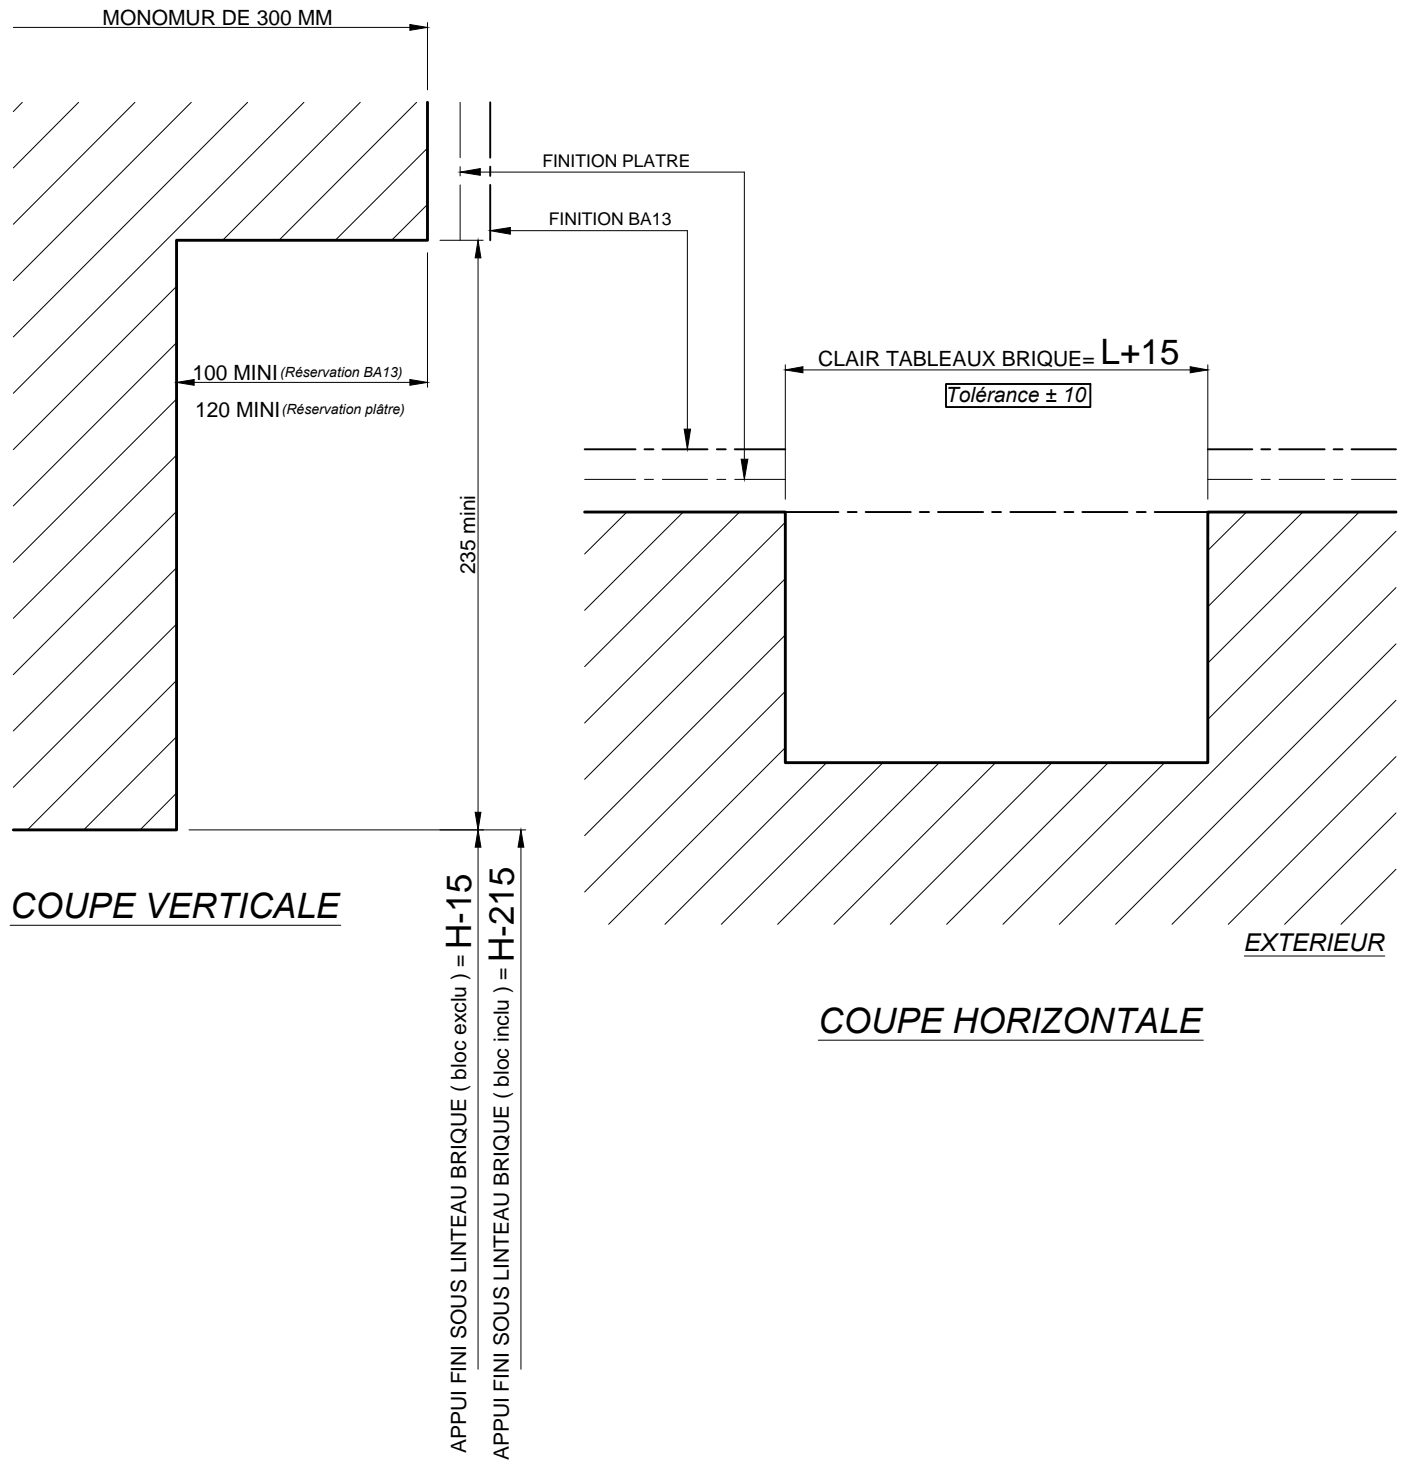 MONOMUR DE 300 MM
FINITION PLATRE
FINITION BA13
100 MINI (Réservation BA13)
120 MINI (Réservation plâtre)
235 mini
CLAIR TABLEAUX BRIQUE= L+15
Tolérance ± 10
COUPE VERTICALE
APPUI FINI SOUS LINTEAU BRIQUE ( bloc exclu ) = H-15
APPUI FINI SOUS LINTEAU BRIQUE ( bloc inclu ) = H-215
EXTERIEUR
COUPE HORIZONTALE